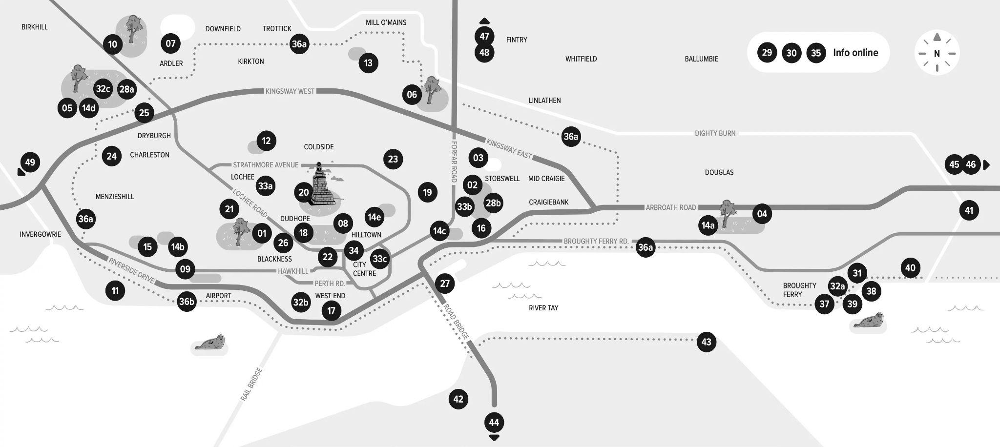 BIRKHILL
DOWNFIELD
TROTTICK
MILL O'MAINS
47
48
FINTRY
10
07
36a
29 30 35 Info online
N
ARDLER
KIRKTON
13
WHITFIELD
BALLUMBIE
32c
28a
05
14d
KINGSWAY WEST
06
LINLATHEN
25
DRYBURGH
36a
DIGHTY BURN
12
COLDSIDE
KINGSWAY EAST
FORFAR ROAD
24
CHARLESTON
49
STRATHMORE AVENUE
23
03
45 46
LOCHEE
33a
STOBSWELL
MID CRAIGIE
DOUGLAS
20
19
02
MENZIESHILL
LOCHEE ROAD
33b
28b
CRAIGIEBANK
ARBROATH ROAD
21
36a
DUDHOPE
14e
04
41
08
14a
INVERGOWRIE
01
18
HILLTOWN
14c
16
15
14b
26
BROUGHTY FERRY RD.
36a
BLACKNESS
22
34
33c
CITY
CENTRE
RIVERSIDE DRIVE
09
HAWKHILL
PERTH RD.
31
40
27
BROUGHTY
FERRY
32a
38
11
36b
AIRPORT
32b
WEST END
17
RIVER TAY
37
39
ROAD BRIDGE
43
RAIL BRIDGE
42
44